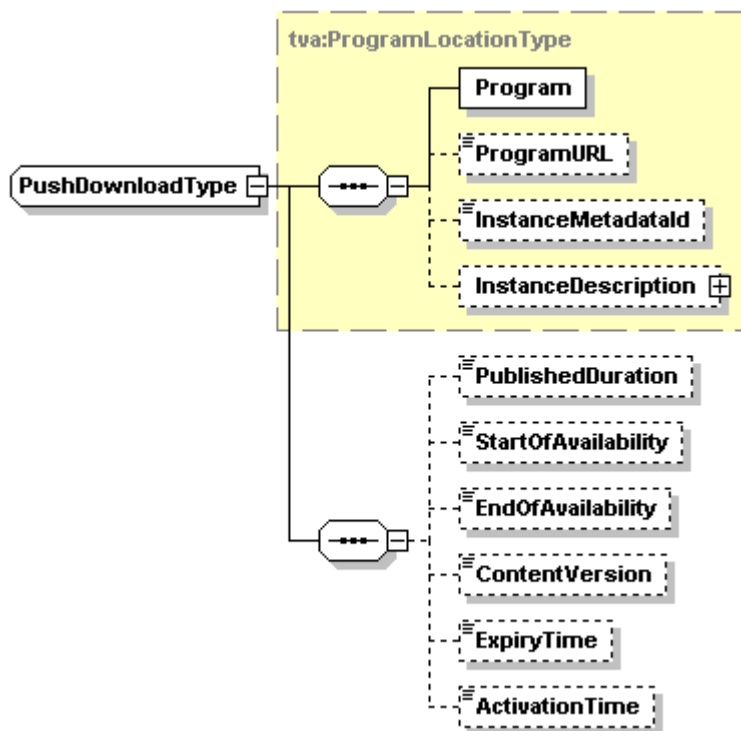 tva:ProgramLocationType
Program
ProgramURL
PushDownloadType
InstanceMetadataId
InstanceDescription
PublishedDuration
StartOfAvailability
EndOfAvailability
ContentVersion
ExpiryTime
ActivationTime